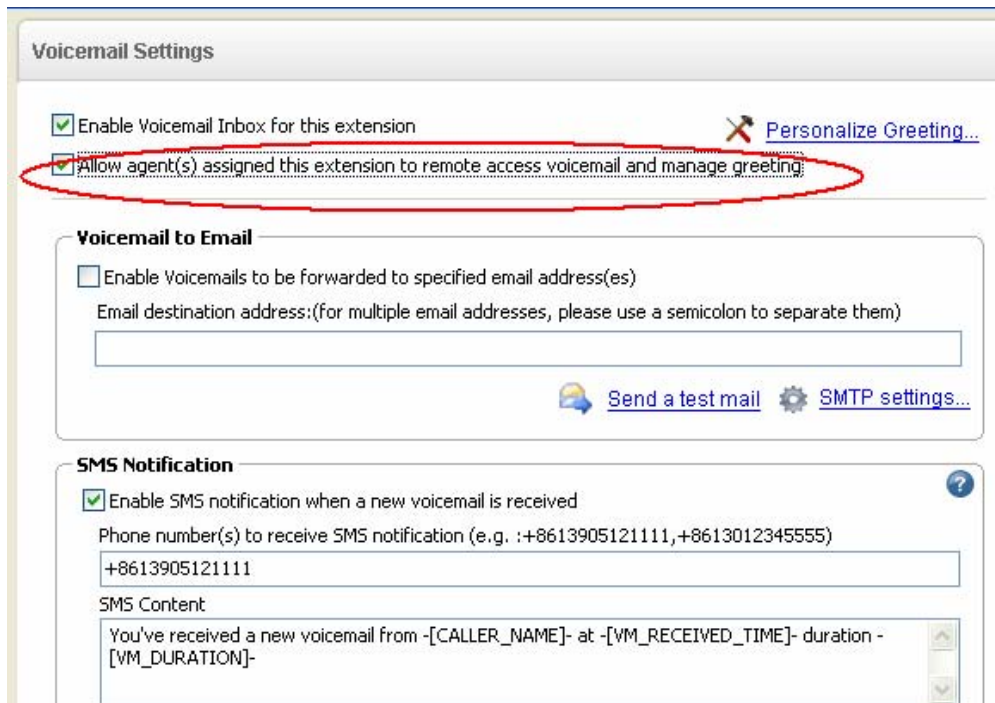 Voicemail Settings
Enable Voicemail Inbox for this extension
Personalize Greeting...
Allow agent(s) assigned this extension to remote access voicemail and manage greeting
Voicemail to Email
Enable Voicemails to be forwarded to specified email address(es)
Email destination address:(for multiple email addresses, please use a semicolon to separate them)
Send a test mail
SMTP settings...
SMS Notification
Enable SMS notification when a new voicemail is received
Phone number(s) to receive SMS notification (e.g. :+8613905121111,+8613012345555)
+8613905121111
SMS Content
You've received a new voicemail from -[CALLER_NAME]- at -[VM_RECEIVED_TIME]- duration -
[VM_DURATION]-